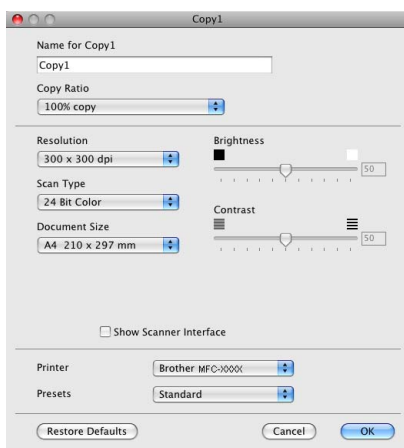 Copy1
Name for Copy1
Copy1
Copy Ratio
100% copy
Resolution
300 x 300 dpi
Scan Type
24 Bit Color
Document Size
A4 210 x 297 mm
Brightness
50
Contrast
50
Show Scanner Interface
Printer
Brother MFC-XXXX
Presets
Standard
Restore Defaults
Cancel
OK